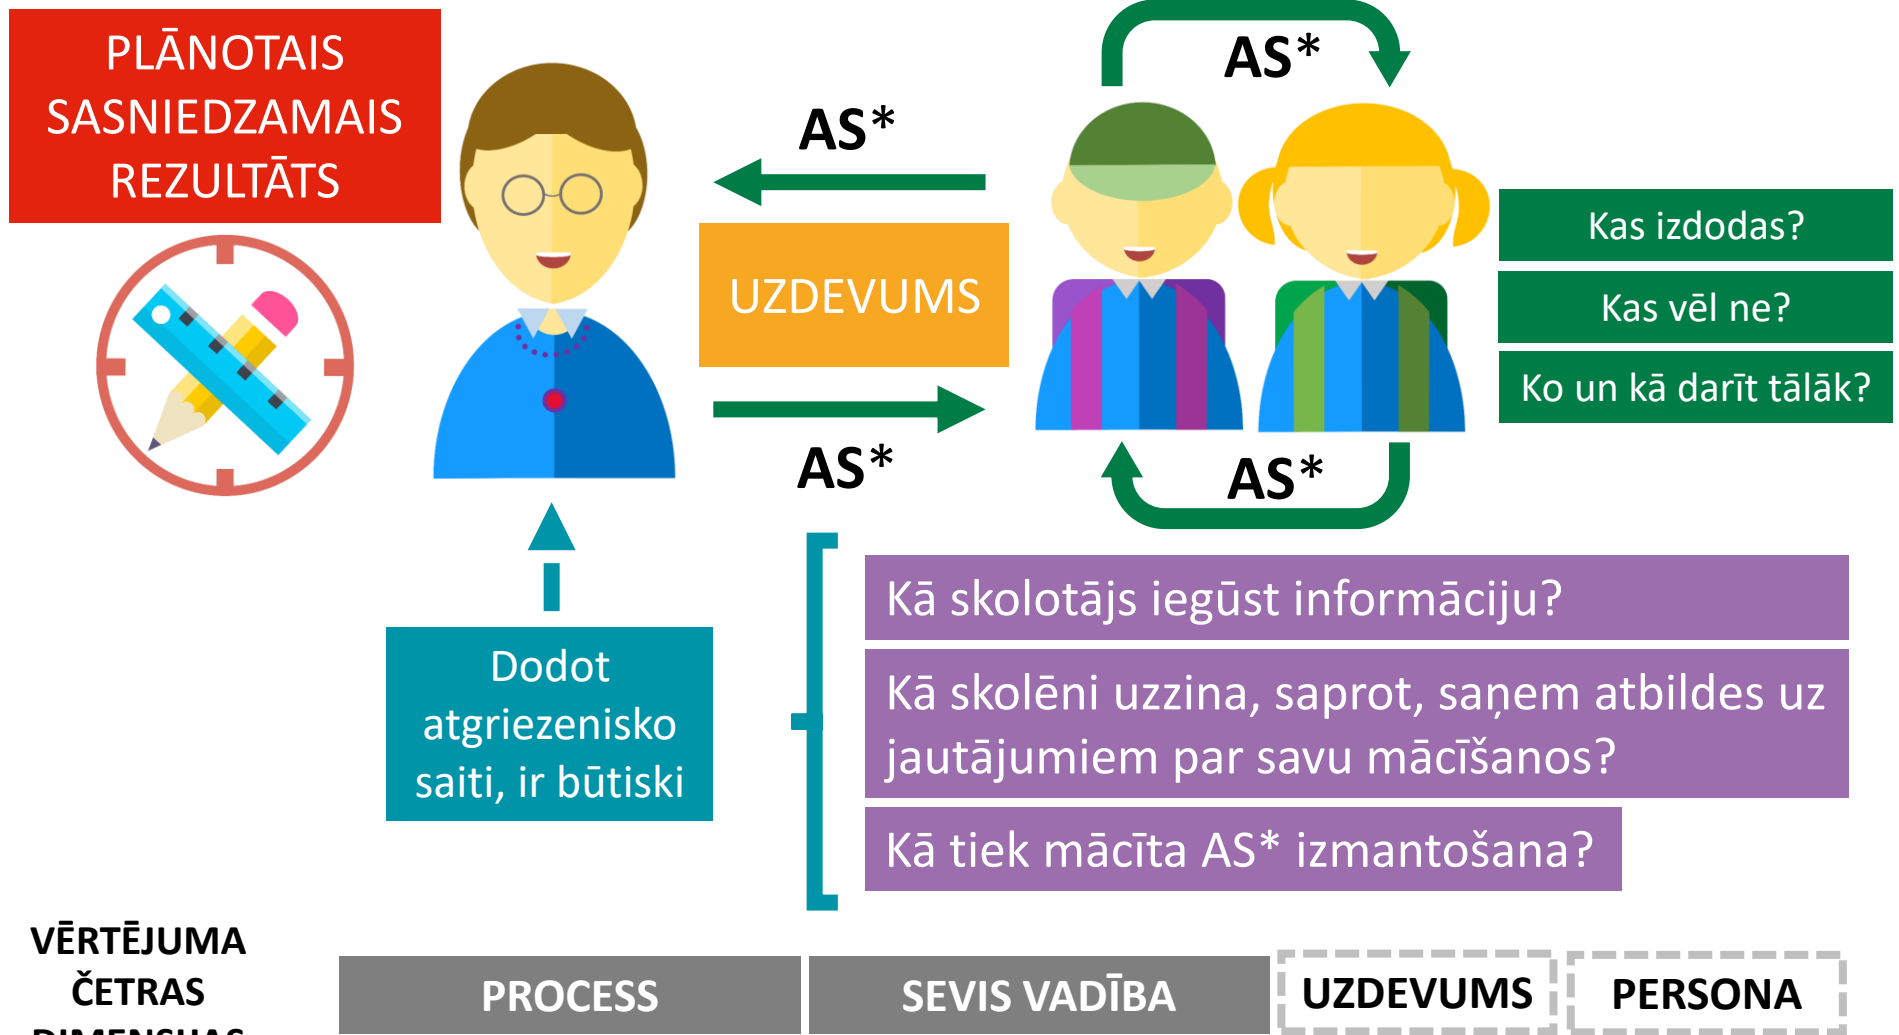 PLĀNOTAIS
SASNIEDZAMAIS
REZULTĀTS
AS*
AS*
UZDEVUMS
AS*
AS*
Kas izdodas?
Kas vēl ne?
Ko un kā darīt tālāk?
Dodot
atgriezenisko
saiti, ir būtiski
Kā skolotājs iegūst informāciju?
Kā skolēni uzzina, saprot, saņem atbildes uz
jautājumiem par savu mācīšanos?
Kā tiek mācīta AS* izmantošana?
VĒRTĒJUMA
ČETRAS
DIMENSIJAS
PROCESS
SEVIS VADĪBA
UZDEVUMS
PERSONA